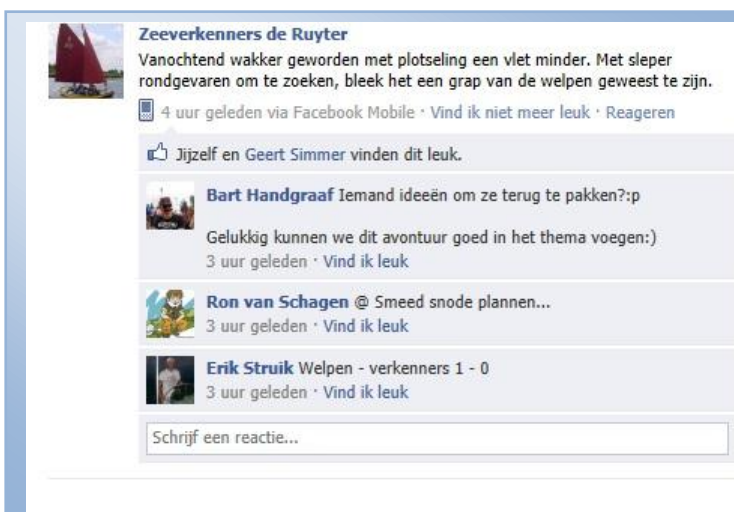 Zeeverkenners de Ruyter
Vanochtend wakker geworden met plotseling een vlet minder. Met sleper
rondgevaren om te zoeken, bleek het een grap van de welpen geweest te zijn.
4 uur geleden via Facebook Mobile · Vind ik niet meer leuk · Reageren
Jijzelf en Geert Simmer vinden dit leuk.
Bart Handgraaf Iemand ideeën om ze terug te pakken?:p
Gelukkig kunnen we dit avontuur goed in het thema voegen:)
3 uur geleden · Vind ik leuk
Ron van Schagen @ Smeed snode plannen...
3 uur geleden · Vind ik leuk
Erik Struik Welpen - verkenners 1 - 0
3 uur geleden · Vind ik leuk
Schrijf een reactie...